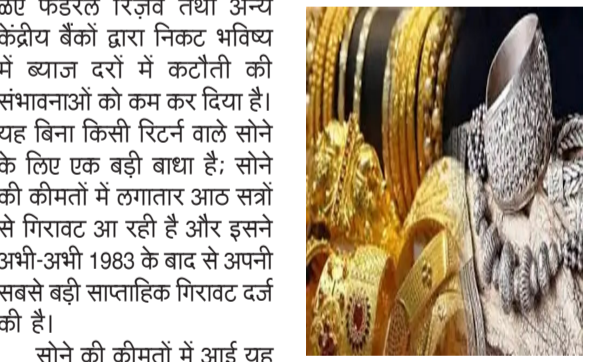 लिए फेडरल रिज़र्व तथा अन्य
केंद्रीय बैंकों द्वारा निकट भविष्य
में ब्याज दरों में कटौती की
संभावनाओं को कम कर दिया है।
यह बिना किसी रिटर्न वाले सोने
के लिए एक बड़ी बाधा है; सोने
की कीमतों में लगातार आठ सत्रों
से गिरावट आ रही है और इसने
अभी-अभी 1983 के बाद से अपनी
सबसे बड़ी साप्ताहिक गिरावट दर्ज
की है।
सोने की कीमतों में आई यह